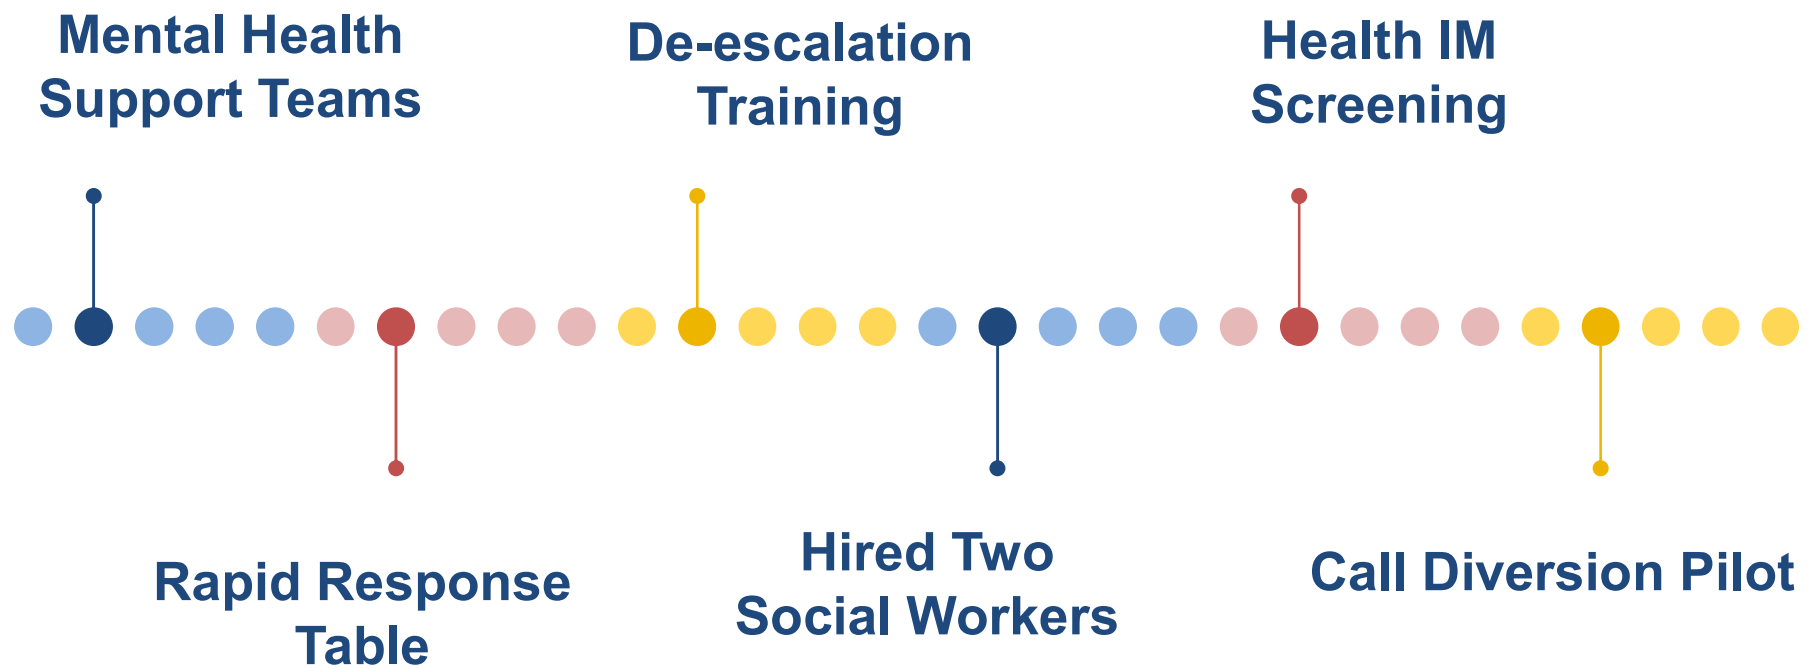 Mental Health
Support Teams
De-escalation
Training
Health IM
Screening
Rapid Response
Table
Hired Two
Social Workers
Call Diversion Pilot